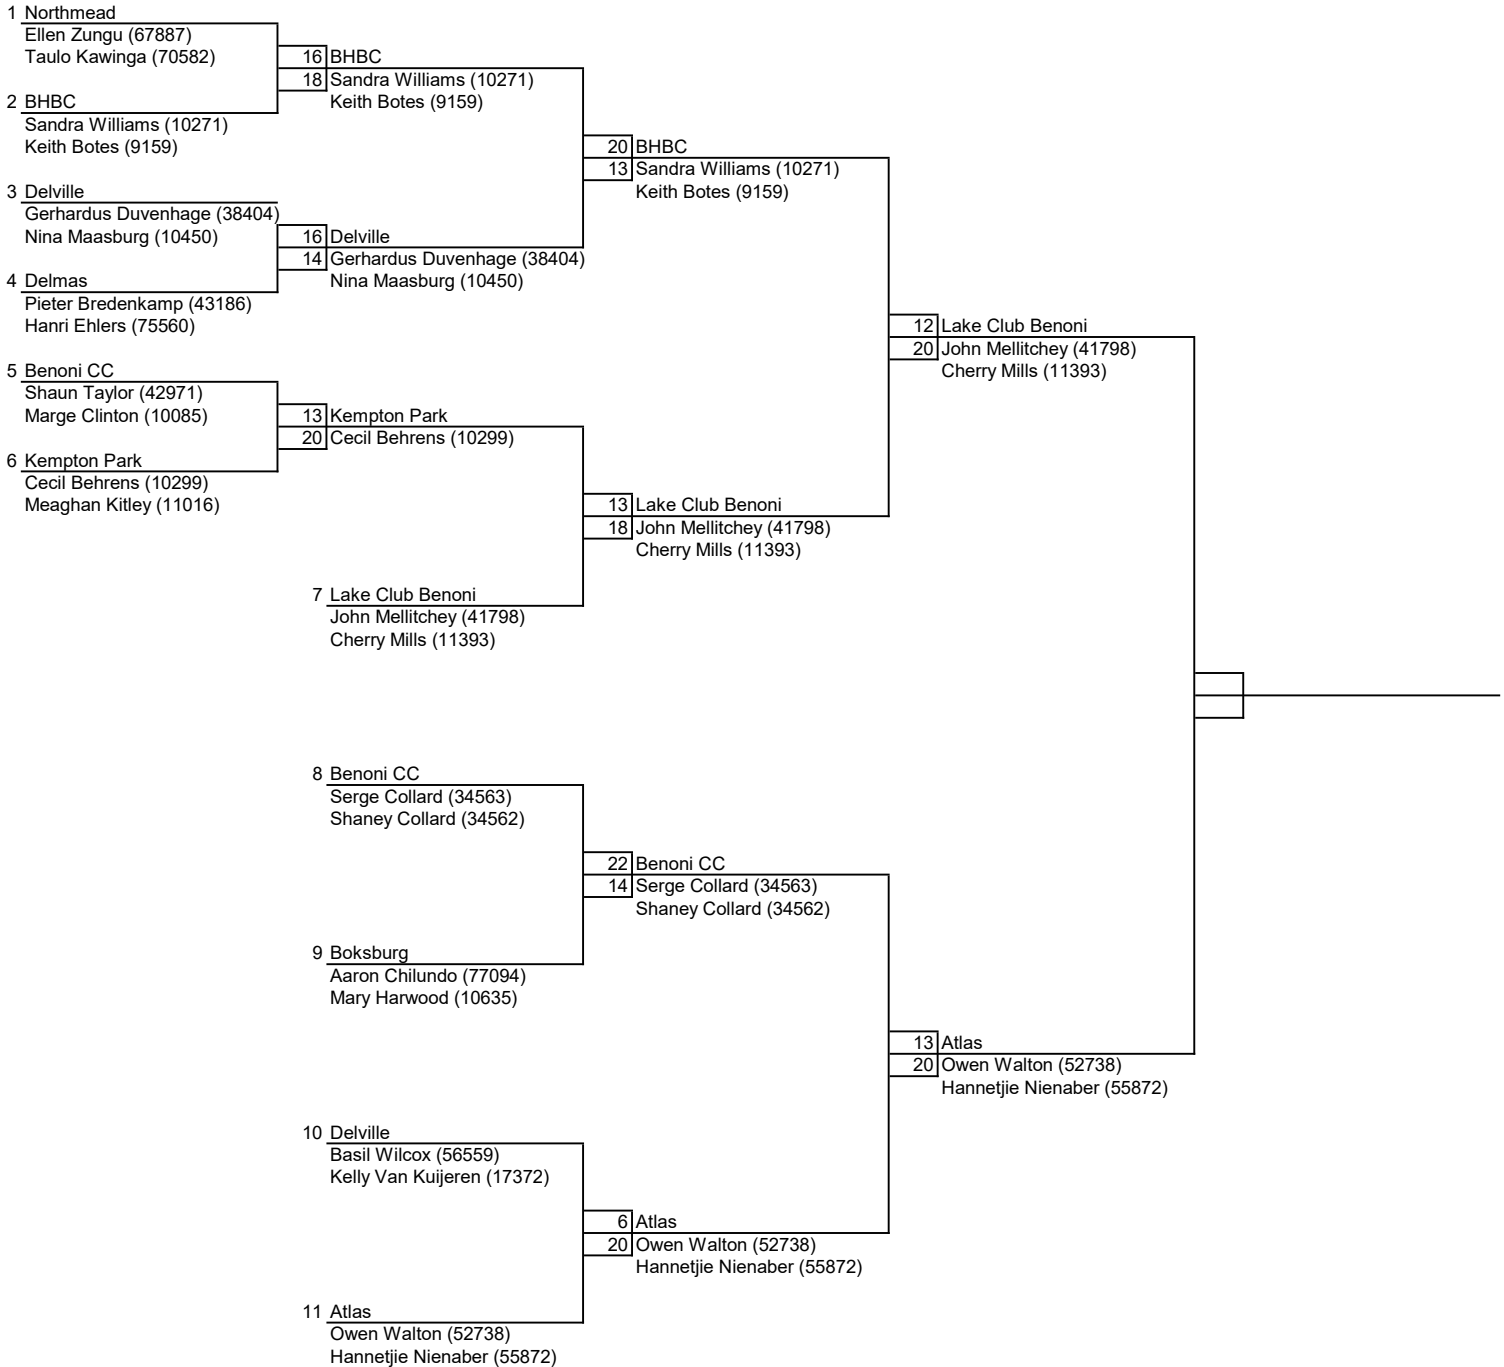 1 Northmead
Ellen Zungu (67887)
Taulo Kawinga (70582)
16 BHBC
18 Sandra Williams (10271)
Keith Botes (9159)
2 BHBC
Sandra Williams (10271)
Keith Botes (9159)
20 BHBC
13 Sandra Williams (10271)
Keith Botes (9159)
3 Delville
Gerhardus Duvenhage (38404)
Nina Maasburg (10450)
16 Delville
14 Gerhardus Duvenhage (38404)
Nina Maasburg (10450)
4 Delmas
Pieter Bredenkamp (43186)
Hanri Ehlers (75560)
12 Lake Club Benoni
20 John Mellitchey (41798)
Cherry Mills (11393)
5 Benoni CC
Shaun Taylor (42971)
Marge Clinton (10085)
13 Kempton Park
20 Cecil Behrens (10299)
6 Kempton Park
Cecil Behrens (10299)
Meaghan Kitley (11016)
13 Lake Club Benoni
18 John Mellitchey (41798)
Cherry Mills (11393)
7 Lake Club Benoni
John Mellitchey (41798)
Cherry Mills (11393)
8 Benoni CC
Serge Collard (34563)
Shaney Collard (34562)
22 Benoni CC
14 Serge Collard (34563)
Shaney Collard (34562)
9 Boksburg
Aaron Chilundo (77094)
Mary Harwood (10635)
13 Atlas
20 Owen Walton (52738)
Hannetjie Nienaber (55872)
10 Delville
Basil Wilcox (56559)
Kelly Van Kuijeren (17372)
6 Atlas
20 Owen Walton (52738)
Hannetjie Nienaber (55872)
11 Atlas
Owen Walton (52738)
Hannetjie Nienaber (55872)